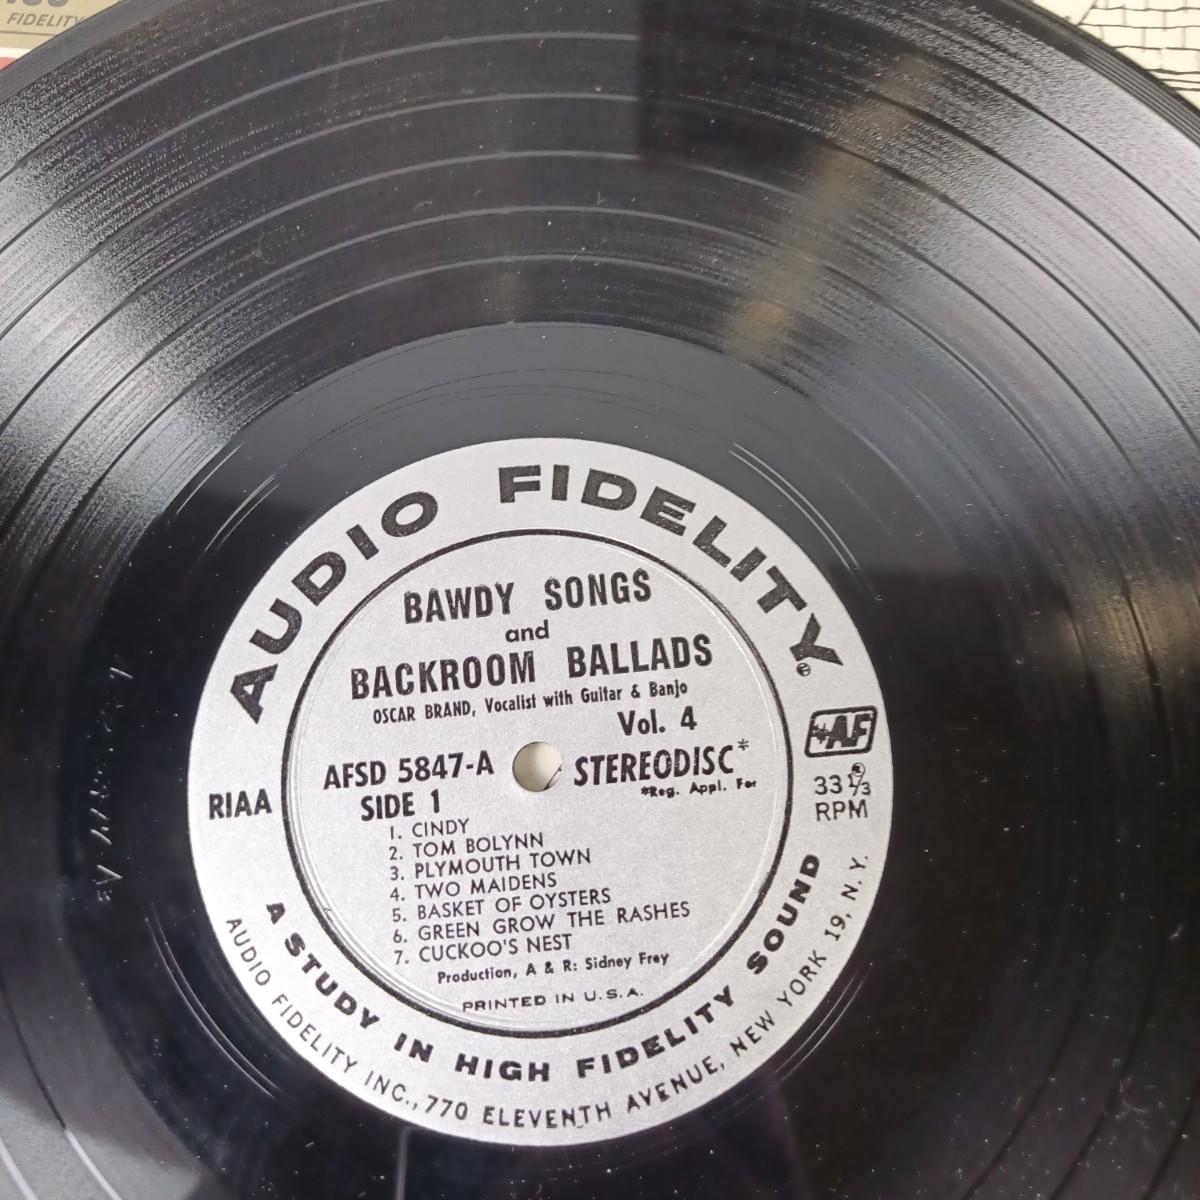 FIDELITY
AUDIO FIDELITY
BAWDY SONGS
and
BACKROOM BALLADS
OSCAR BRAND, Vocalist with Guitar & Banjo
Vol. 4
AFSD 5847-A
STEREODISC*
*Reg. Appl. For
SIDE 1
RIAA
AF
33 1/3
RPM
1. CINDY
2. TOM BOLYNN
3. PLYMOUTH TOWN
4. TWO MAIDENS
5. BASKET OF OYSTERS
6. GREEN GROW THE RASHES
7. CUCKOO'S NEST
Production, A & R: Sidney Frey
PRINTED IN U.S.A.
A STUDY IN HIGH FIDELITY SOUND
AUDIO FIDELITY INC., 770 ELEVENTH AVENUE, NEW YORK 19, N. Y.